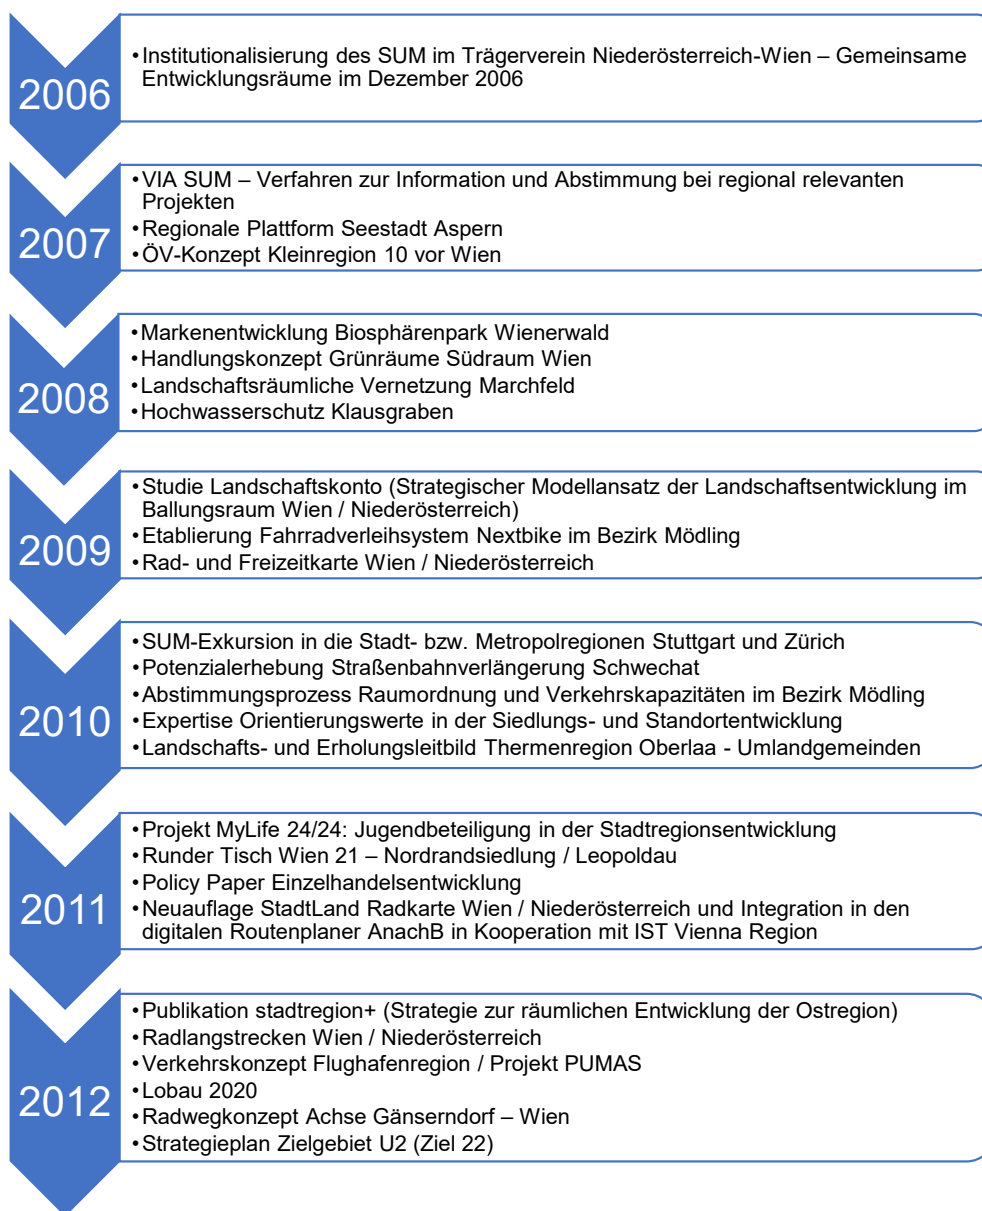 2006
•Institutionalisierung des SUM im Trägerverein Niederösterreich-Wien – Gemeinsame
Entwicklungsräume im Dezember 2006
2007
•VIA SUM – Verfahren zur Information und Abstimmung bei regional relevanten
Projekten
•Regionale Plattform Seestadt Aspern
•ÖV-Konzept Kleinregion 10 vor Wien
2008
•Markenentwicklung Biosphärenpark Wienerwald
•Handlungskonzept Grünräume Südraum Wien
•Landschaftsräumliche Vernetzung Marchfeld
•Hochwasserschutz Klausgraben
2009
•Studie Landschaftskonto (Strategischer Modellansatz der Landschaftsentwicklung im
Ballungsraum Wien / Niederösterreich)
•Etablierung Fahrradverleihsystem Nextbike im Bezirk Mödling
•Rad- und Freizeitkarte Wien / Niederösterreich
2010
•SUM-Exkursion in die Stadt- bzw. Metropolregionen Stuttgart und Zürich
•Potenzialerhebung Straßenbahnverlängerung Schwechat
•Abstimmungsprozess Raumordnung und Verkehrskapazitäten im Bezirk Mödling
•Expertise Orientierungswerte in der Siedlungs- und Standortentwicklung
•Landschafts- und Erholungsleitbild Thermenregion Oberlaa - Umlandgemeinden
2011
•Projekt MyLife 24/24: Jugendbeteiligung in der Stadtregionsentwicklung
•Runder Tisch Wien 21 – Nordrandsiedlung / Leopoldau
•Policy Paper Einzelhandelsentwicklung
•Neuauflage StadtLand Radkarte Wien / Niederösterreich und Integration in den
digitalen Routenplaner AnachB in Kooperation mit IST Vienna Region
2012
•Publikation stadtregion+ (Strategie zur räumlichen Entwicklung der Ostregion)
•Radlangstrecken Wien / Niederösterreich
•Verkehrskonzept Flughafenregion / Projekt PUMAS
•Lobau 2020
•Radwegkonzept Achse Gänserndorf – Wien
•Strategieplan Zielgebiet U2 (Ziel 22)